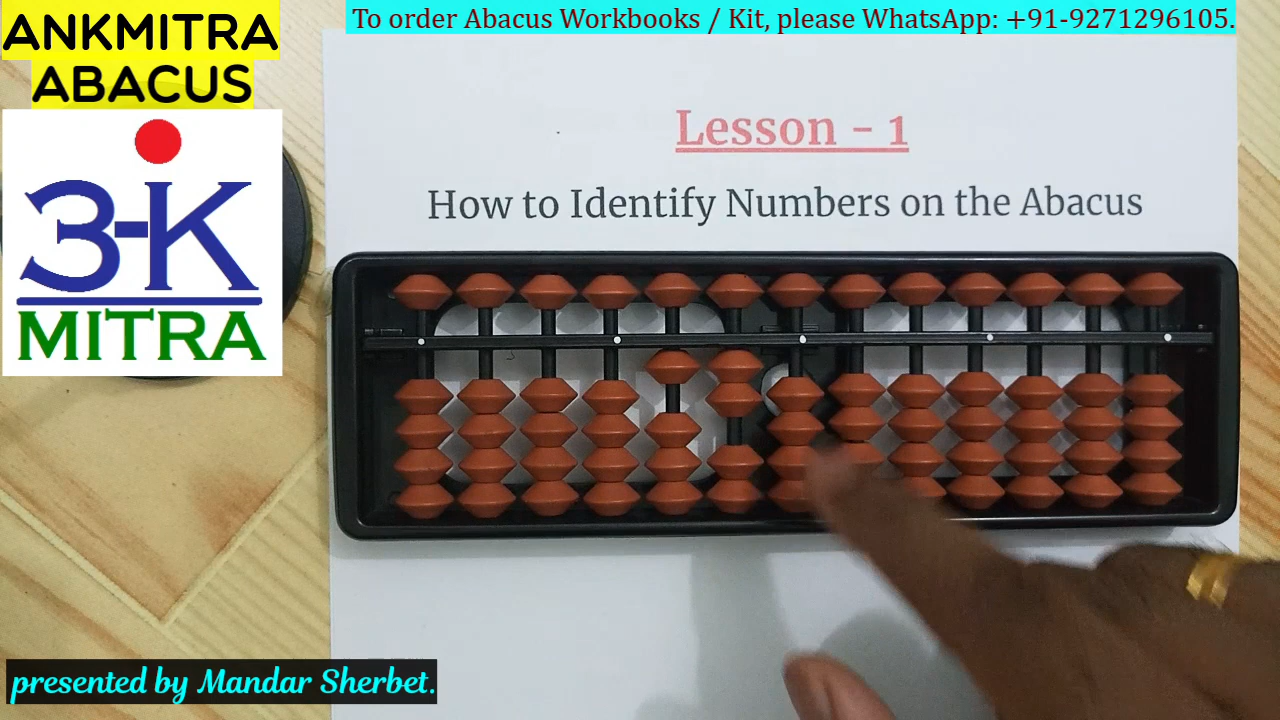 To order Abacus Workbooks / Kit, please WhatsApp: +91-9271296105.
ANKMITRA
ABACUS
3-K
MITRA
Lesson - 1
How to Identify Numbers on the Abacus
presented by Mandar Sherbet.